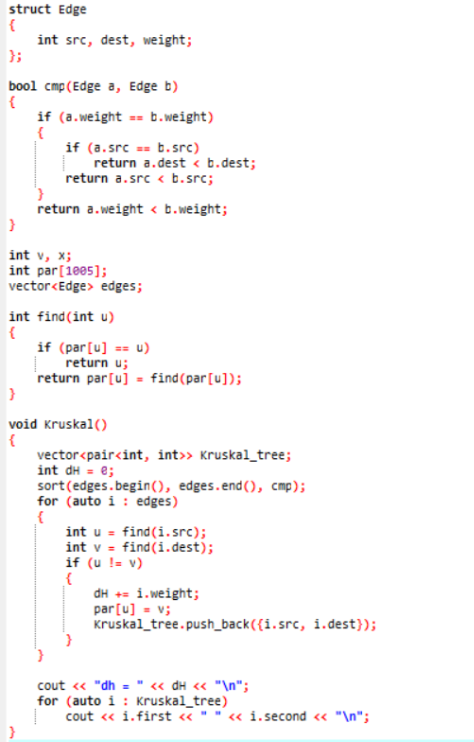 struct Edge
{
    int src, dest, weight;
};

bool cmp(Edge a, Edge b)
{
    if (a.weight == b.weight)
    {
        if (a.src == b.src)
            return a.dest < b.dest;
        return a.src < b.src;
    }
    return a.weight < b.weight;
}

int v, x;
int par[1005];
vector<Edge> edges;

int find(int u)
{
    if (par[u] == u)
        return u;
    return par[u] = find(par[u]);
}

void Kruskal()
{
    vector<pair<int, int>> Kruskal_tree;
    int dH = 0;
    sort(edges.begin(), edges.end(), cmp);
    for (auto i : edges)
    {
        int u = find(i.src);
        int v = find(i.dest);
        if (u != v)
        {
            dH += i.weight;
            par[u] = v;
            Kruskal_tree.push_back({i.src, i.dest});
        }
    }

    cout << "dh = " << dH << "\n";
    for (auto i : Kruskal_tree)
        cout << i.first << " " << i.second << "\n";
}